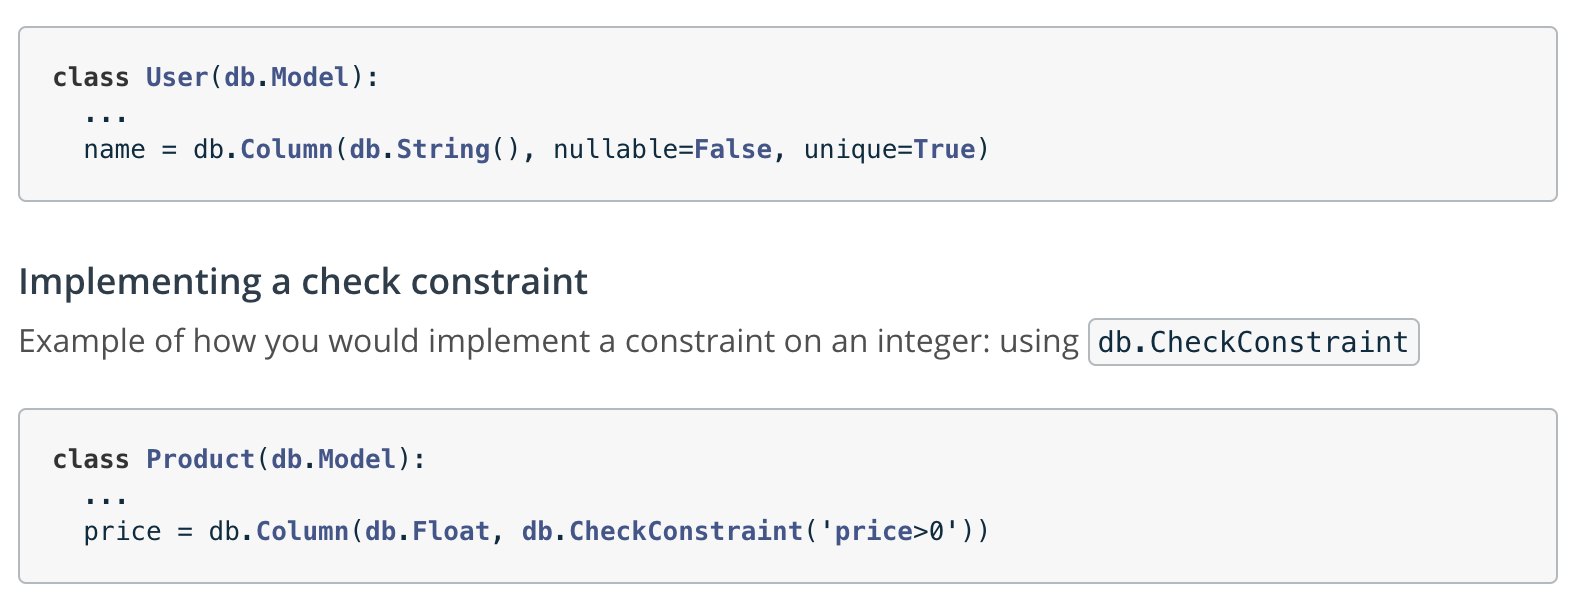 class User(db.Model):
  ...
  name = db.Column(db.String(), nullable=False, unique=True)
Implementing a check constraint
Example of how you would implement a constraint on an integer: using db.CheckConstraint
class Product(db.Model):
  ...
  price = db.Column(db.Float, db.CheckConstraint('price>0'))